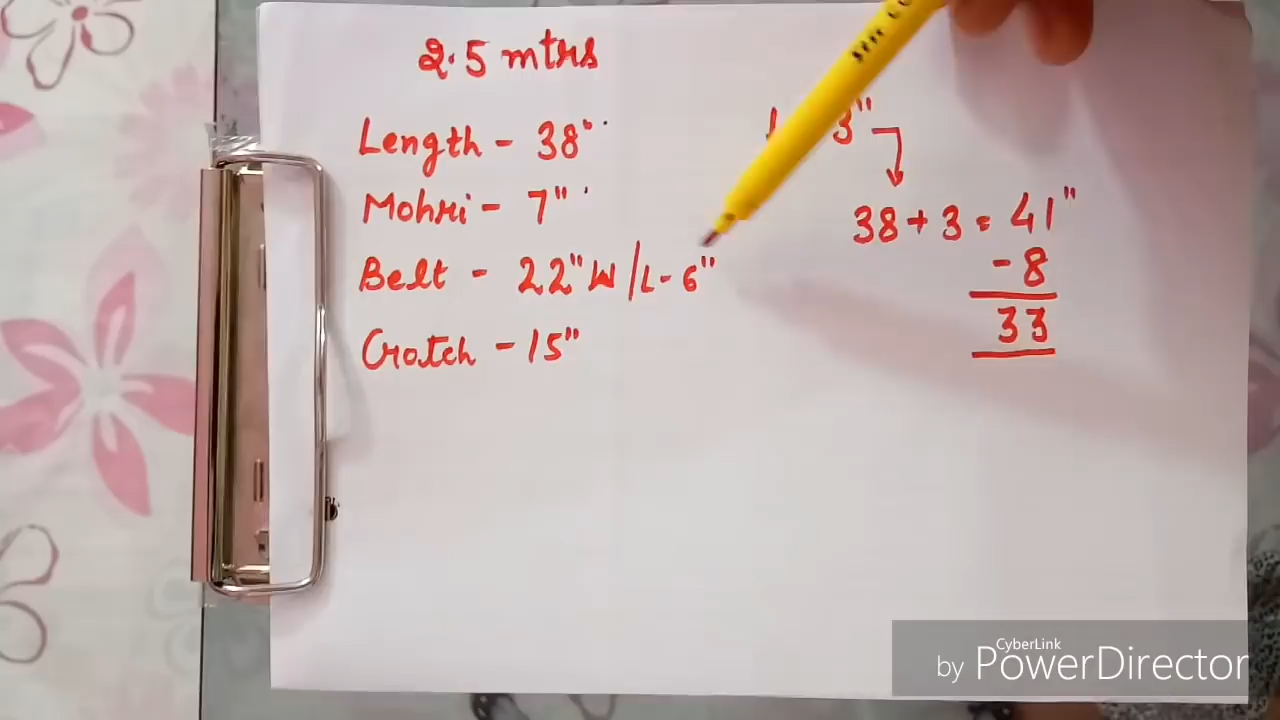 2.5 mtrs
Length - 38"
Mohri - 7"
Belt - 22" W/L-6"
Crotch - 15"
3"
38 + 3 = 41"
- 8
33
CyberLink
by PowerDirector